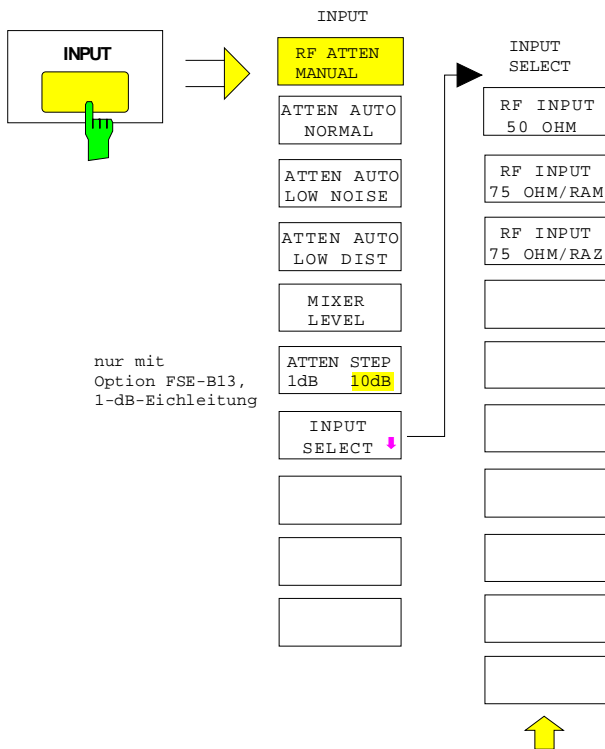 INPUT
INPUT
RF ATTEN
MANUAL
ATTEN AUTO
NORMAL
ATTEN AUTO
LOW NOISE
ATTEN AUTO
LOW DIST
MIXER
LEVEL
nur mit
Option FSE-B13,
1-dB-Eichleitung
ATTEN STEP
1dB 10dB
INPUT
SELECT
INPUT
SELECT
RF INPUT
50 OHM
RF INPUT
75 OHM/RAM
RF INPUT
75 OHM/RAZ